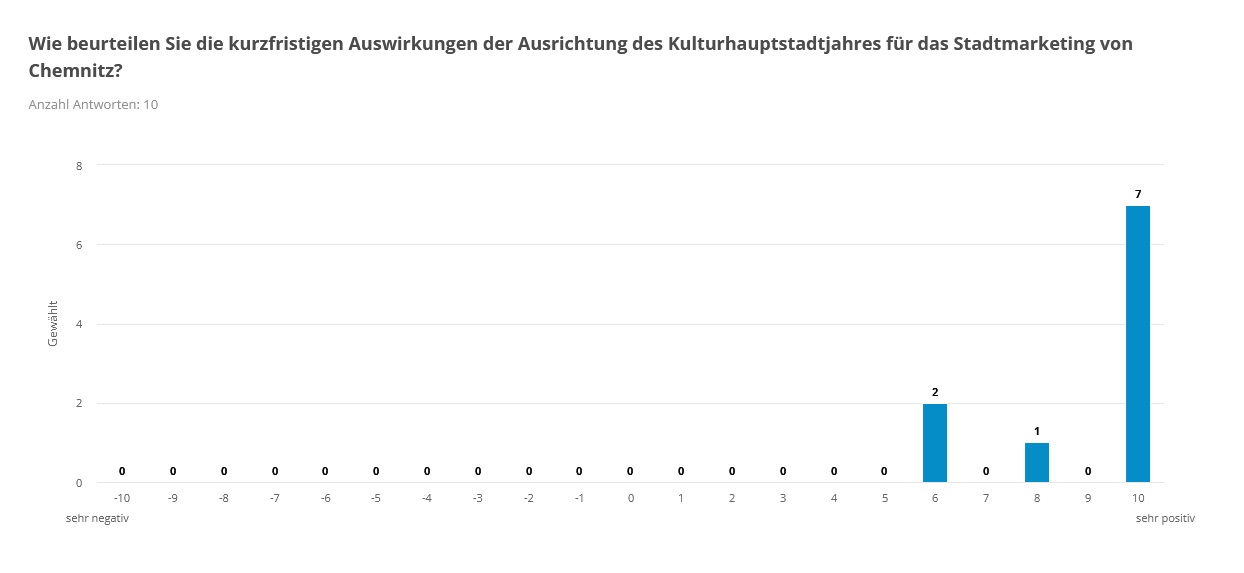 Wie beurteilen Sie die kurzfristigen Auswirkungen der Ausrichtung des Kulturhauptstadtjahres für das Stadtmarketing von
Chemnitz?
Anzahl Antworten: 10
8
7
6
Gewählt
4
2
2
1
0 0 0 0 0 0 0 0 0 0 0 0 0 0 0 0 0 0
0
-10 -9 -8 -7 -6 -5 -4 -3 -2 -1 0 1 2 3 4 5 6 7 8 9 10
sehr negativ sehr positiv